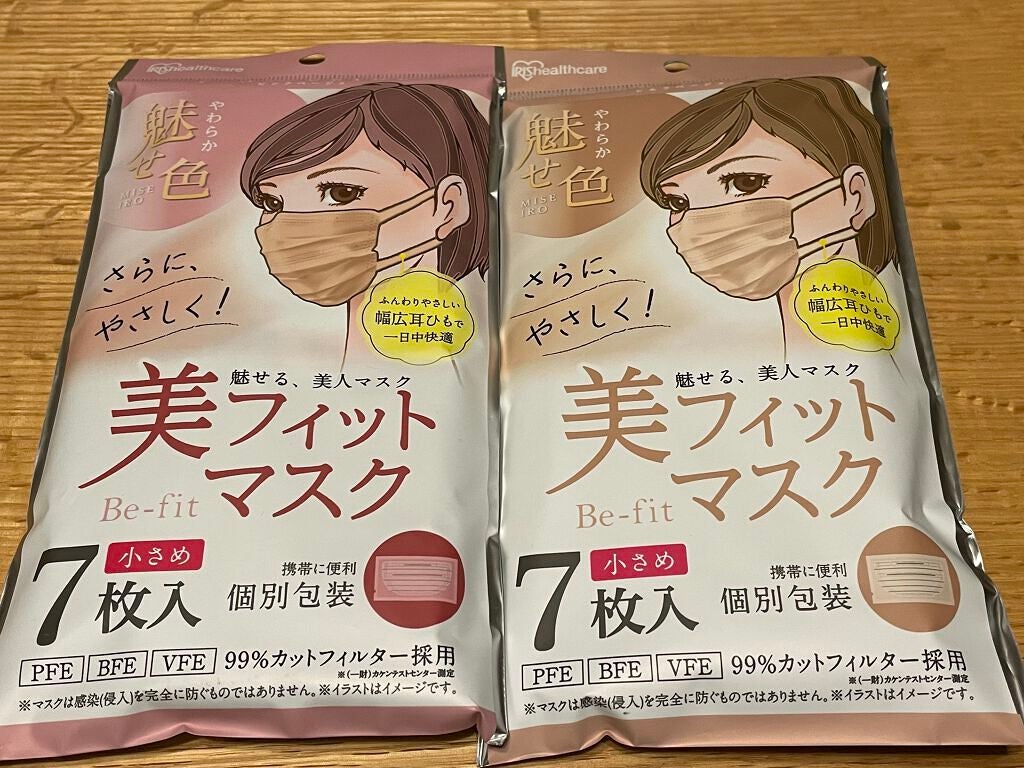 IRIS healthcare
やわらか
魅せ色
MISE
IRO
さらに、
やさしく!
ふんわりやさしい
幅広耳ひもで
一日中快適
魅せる、美人マスク
美フィット
マスク
Be-fit
7枚入
小さめ
携帯に便利
個別包装
PFE BFE VFE 99%カットフィルター採用
※(一財)カケンテストセンター測定
※マスクは感染(侵入)を完全に防ぐものではありません。※イラストはイメージです。
IRIS healthcare
やわらか
魅せ色
MISE
IRO
さらに、
やさしく!
ふんわりやさしい
幅広耳ひもで
一日中快適
魅せる、美人マスク
美フィット
マスク
Be-fit
7枚入
小さめ
携帯に便利
個別包装
PFE BFE VFE 99%カットフィルター採用
※(一財)カケンテストセンター測定
※マスクは感染(侵入)を完全に防ぐものではありません。※イラストはイメージです。